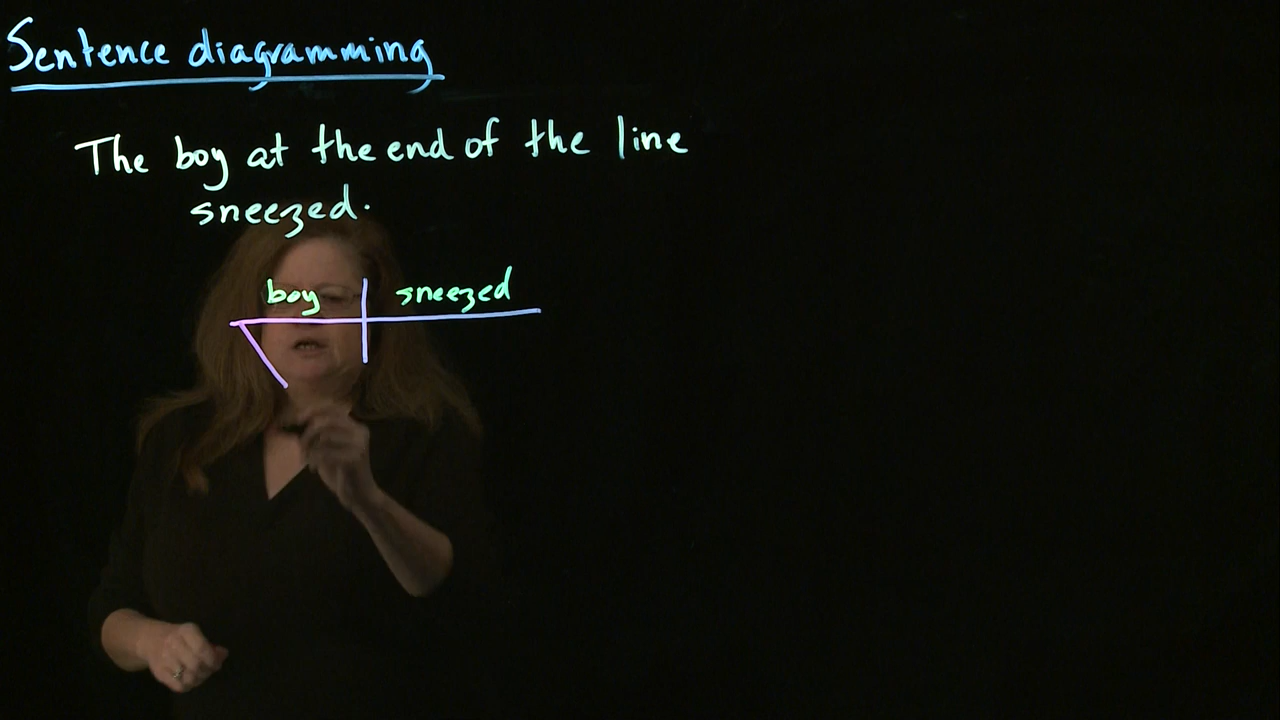 Sentence diagramming
The boy at the end of the line
sneezed.
boy sneezed